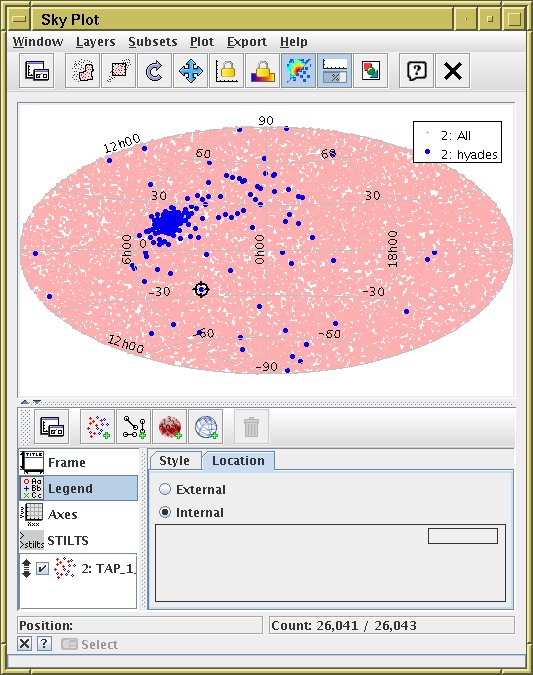 Sky Plot
Window Layers Subsets Plot Export Help
2: All
2: hyades
90
12h00
60
60
30
30
0
6h00
0h00
18h00
-30
-30
-60
-60
12h00
-90
Frame
Legend
Axes
STILTS
2: TAP_1_
Style Location
External
Internal
Position:
Count: 26,041 / 26,043
Select